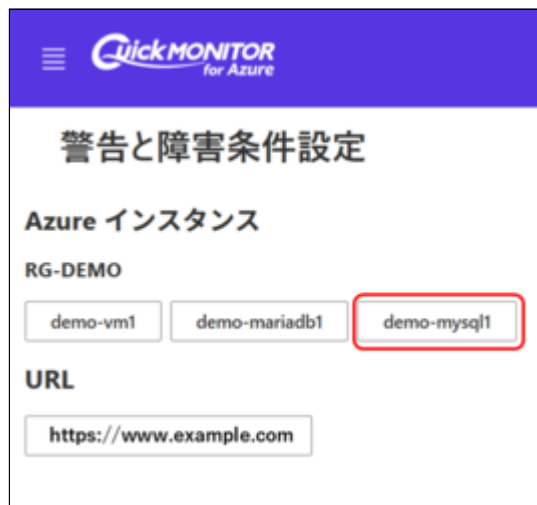 QuickMONITOR
for Azure
警告と障害条件設定
Azure インスタンス
RG-DEMO
demo-vm1 demo-mariadb1 demo-mysql1
URL
https://www.example.com